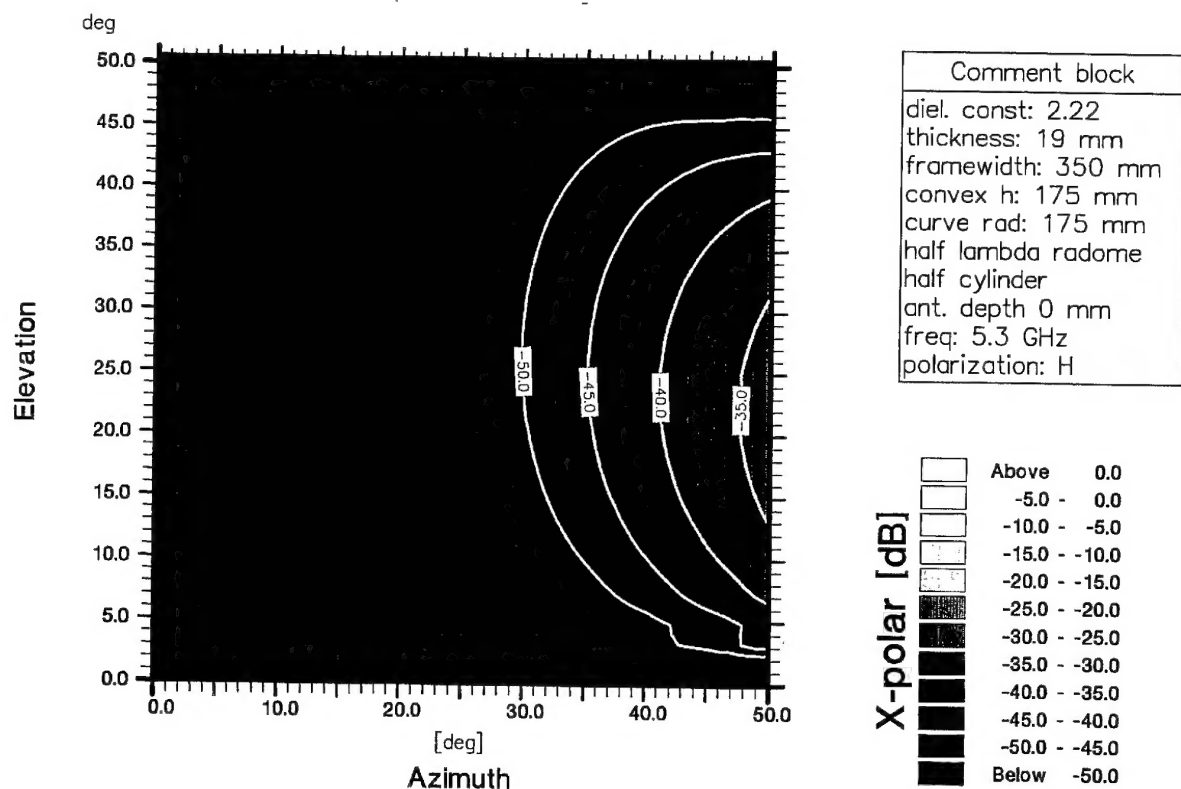 deg
50.0
45.0
40.0
35.0
30.0
25.0
20.0
15.0
10.0
5.0
0.0
Elevation
-50.0
-45.0
-40.0
-35.0
0.0 10.0 20.0 30.0 40.0 50.0
[deg]
Azimuth
Comment block
diel. const: 2.22
thickness: 19 mm
framewidth: 350 mm
convex h: 175 mm
curve rad: 175 mm
half lambda radome
half cylinder
ant. depth 0 mm
freq: 5.3 GHz
polarization: H
X-polar [dB]
Above 0.0
-5.0 - 0.0
-10.0 - -5.0
-15.0 - -10.0
-20.0 - -15.0
-25.0 - -20.0
-30.0 - -25.0
-35.0 - -30.0
-40.0 - -35.0
-45.0 - -40.0
-50.0 - -45.0
Below -50.0